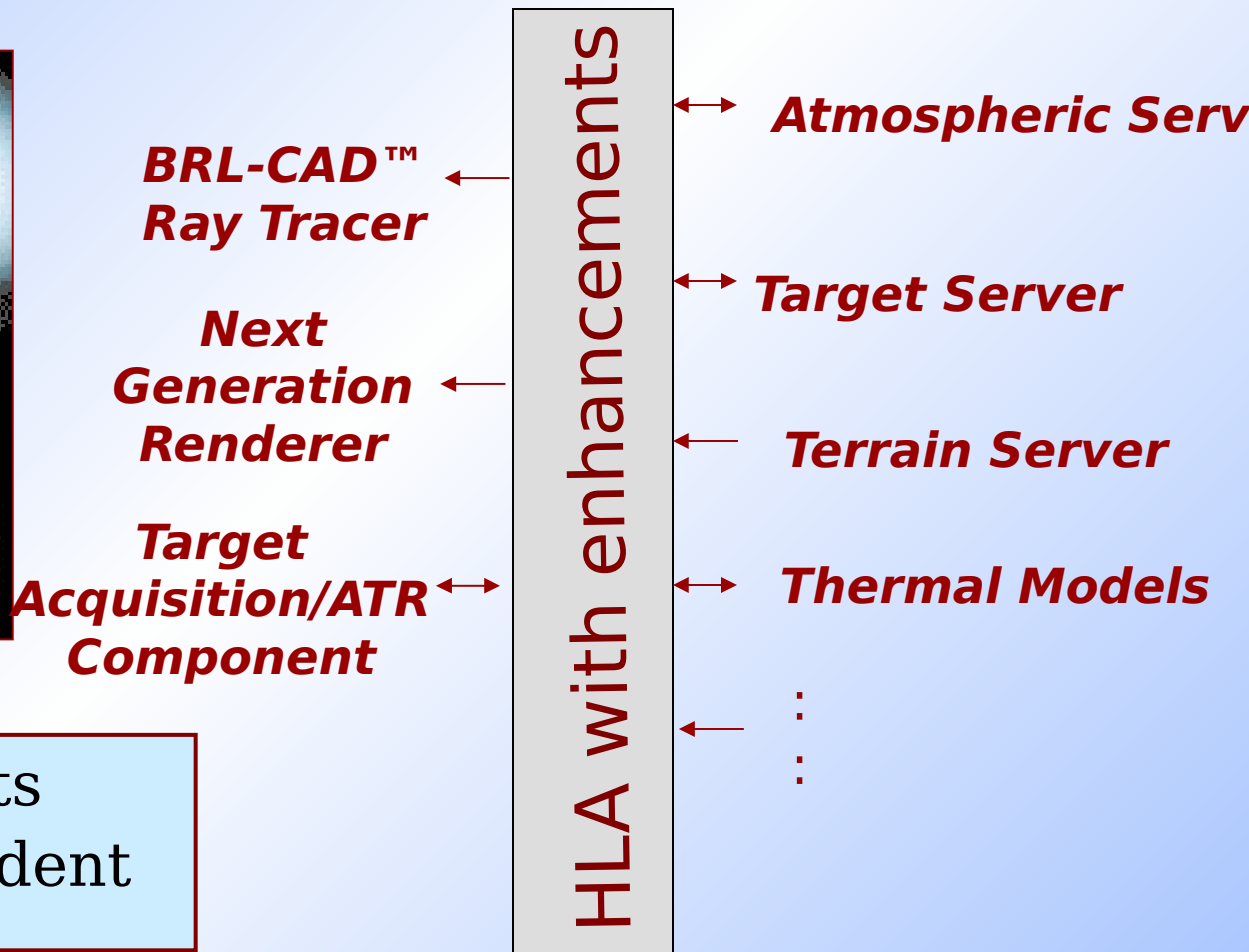 BRL-CAD™
Ray Tracer
Next
Generation
Renderer
Target
Acquisition/ATR
Component
dent
HLA with enhancements
Atmospheric
Target Server
Terrain Server
Thermal Models
:
: